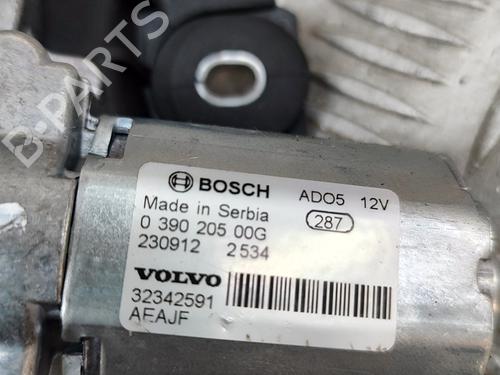 B-PARTS
BOSCH ADO5 12V
Made in Serbia 287
0 390 205 00G
230912 2534
VOLVO
32342591
AEAJF